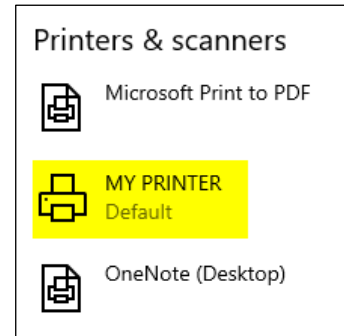 Printers & scanners
Microsoft Print to PDF
MY PRINTER
Default
OneNote (Desktop)